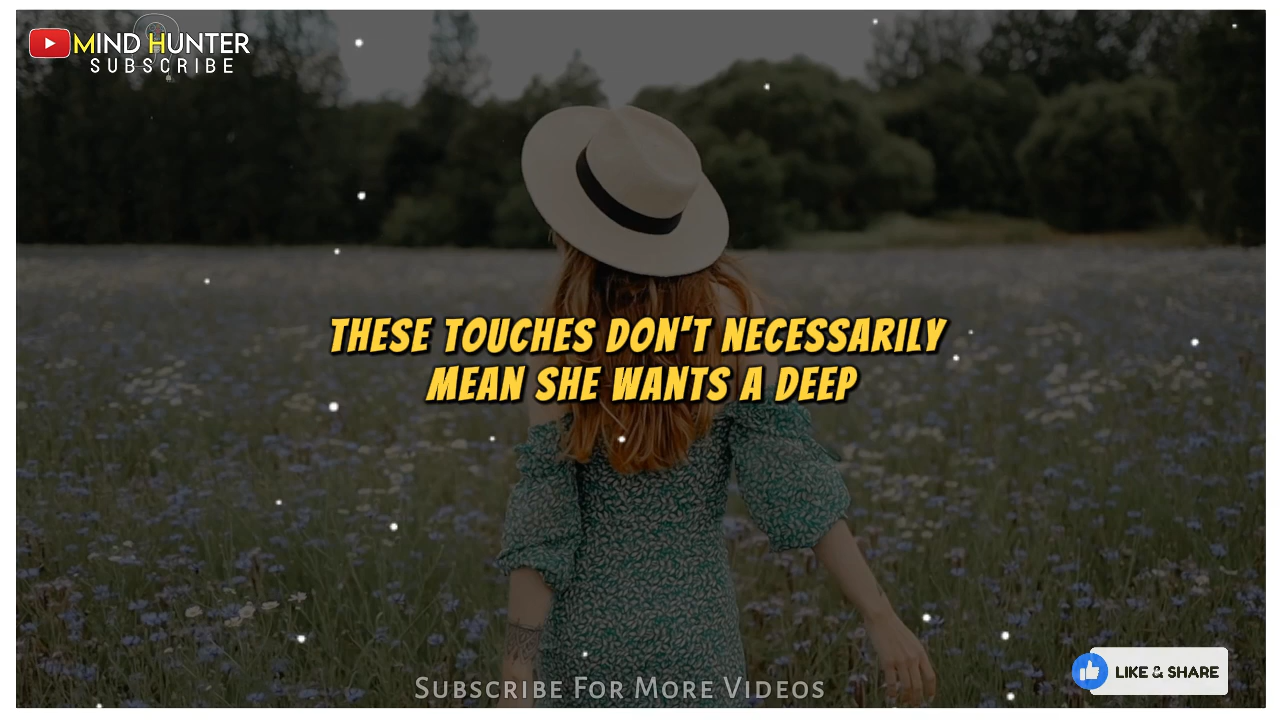 MIND HUNTER
SUBSCRIBE
THESE TOUCHES DON'T NECESSARILY
MEAN SHE WANTS A DEEP
SUBSCRIBE FOR MORE VIDEOS
LIKE & SHARE